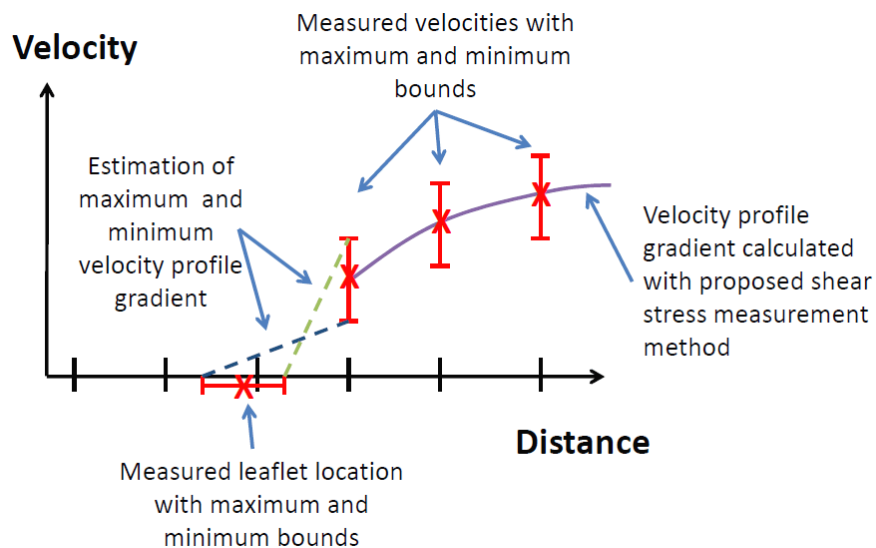 Velocity
Measured velocities with
maximum and minimum
bounds
Estimation of
maximum and
minimum
velocity profile
gradient
Velocity profile
gradient calculated
with proposed shear
stress measurement
method
Distance
Measured leaflet location
with maximum and
minimum bounds